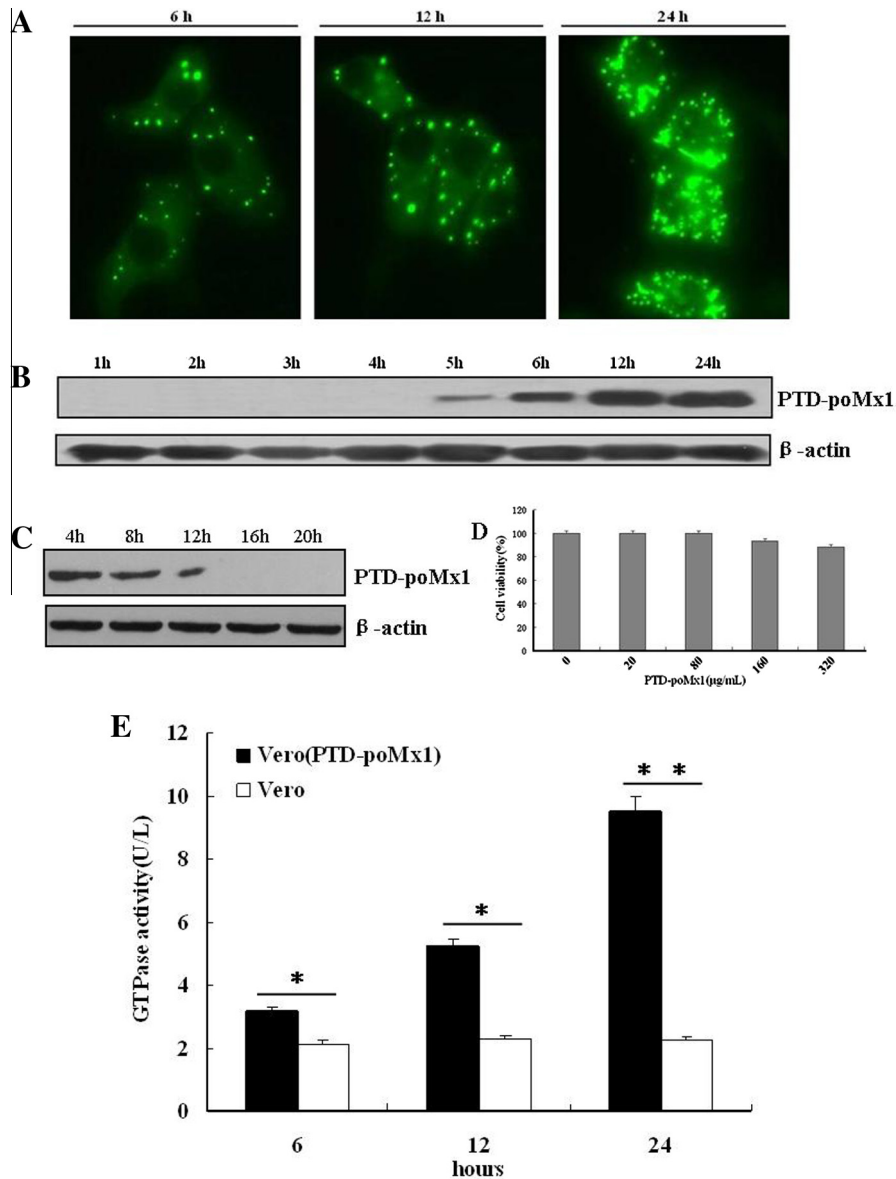 A
6 h 12 h 24 h
B
1h 2h 3h 4h 5h 6h 12h 24h
PTD-poMx1
β -actin
C
4h 8h 12h 16h 20h
PTD-poMx1
β -actin
D
Cell viability(%)
120
100
80
60
40
20
0
0 20 80 160 320
PTD-poMx1(μg/mL)
E
GTPase activity(U/L)
12
10
8
6
4
2
0
Vero(PTD-poMx1)
Vero
*
*
* *
6 12 24
hours